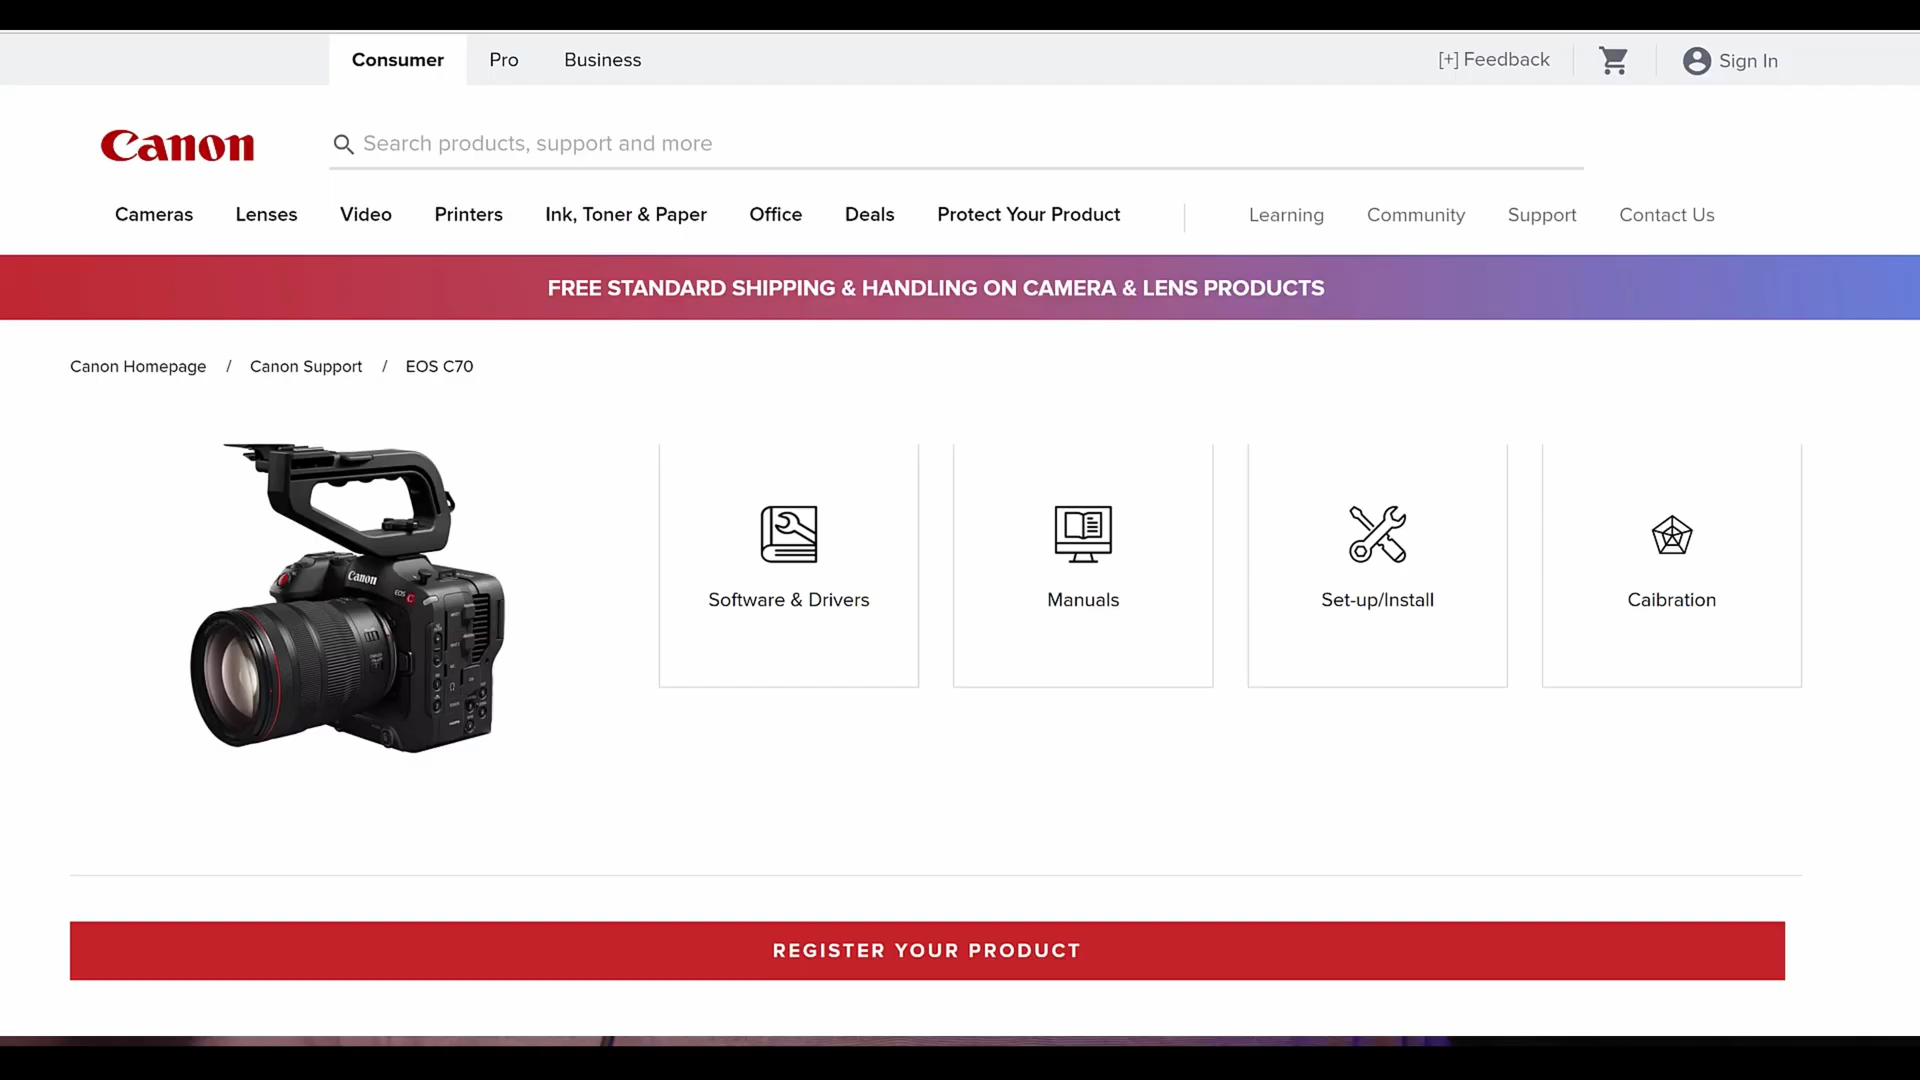 Consumer Pro Business [+] Feedback Sign In
Canon Search products, support and more
Cameras Lenses Video Printers Ink, Toner & Paper Office Deals Protect Your Product Learning Community Support Contact Us
FREE STANDARD SHIPPING & HANDLING ON CAMERA & LENS PRODUCTS
Canon Homepage / Canon Support / EOS C70
Canon
EOS C
Software & Drivers Manuals Set-up/Install Caibration
REGISTER YOUR PRODUCT